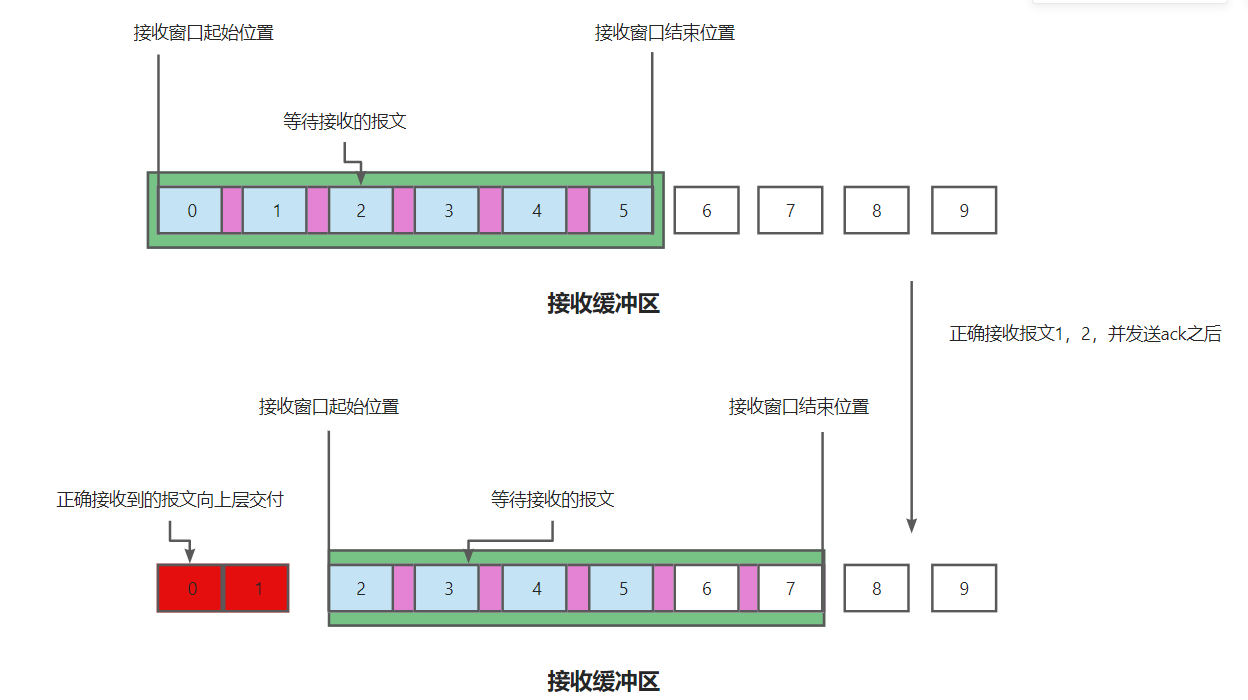 接收窗口起始位置
接收窗口结束位置
等待接收的报文
0 1 2 3 4 5 6 7 8 9
接收缓冲区
正确接收报文1，2，并发送ack之后
接收窗口起始位置
接收窗口结束位置
正确接收到的报文向上层交付
等待接收的报文
0 1 2 3 4 5 6 7 8 9
接收缓冲区